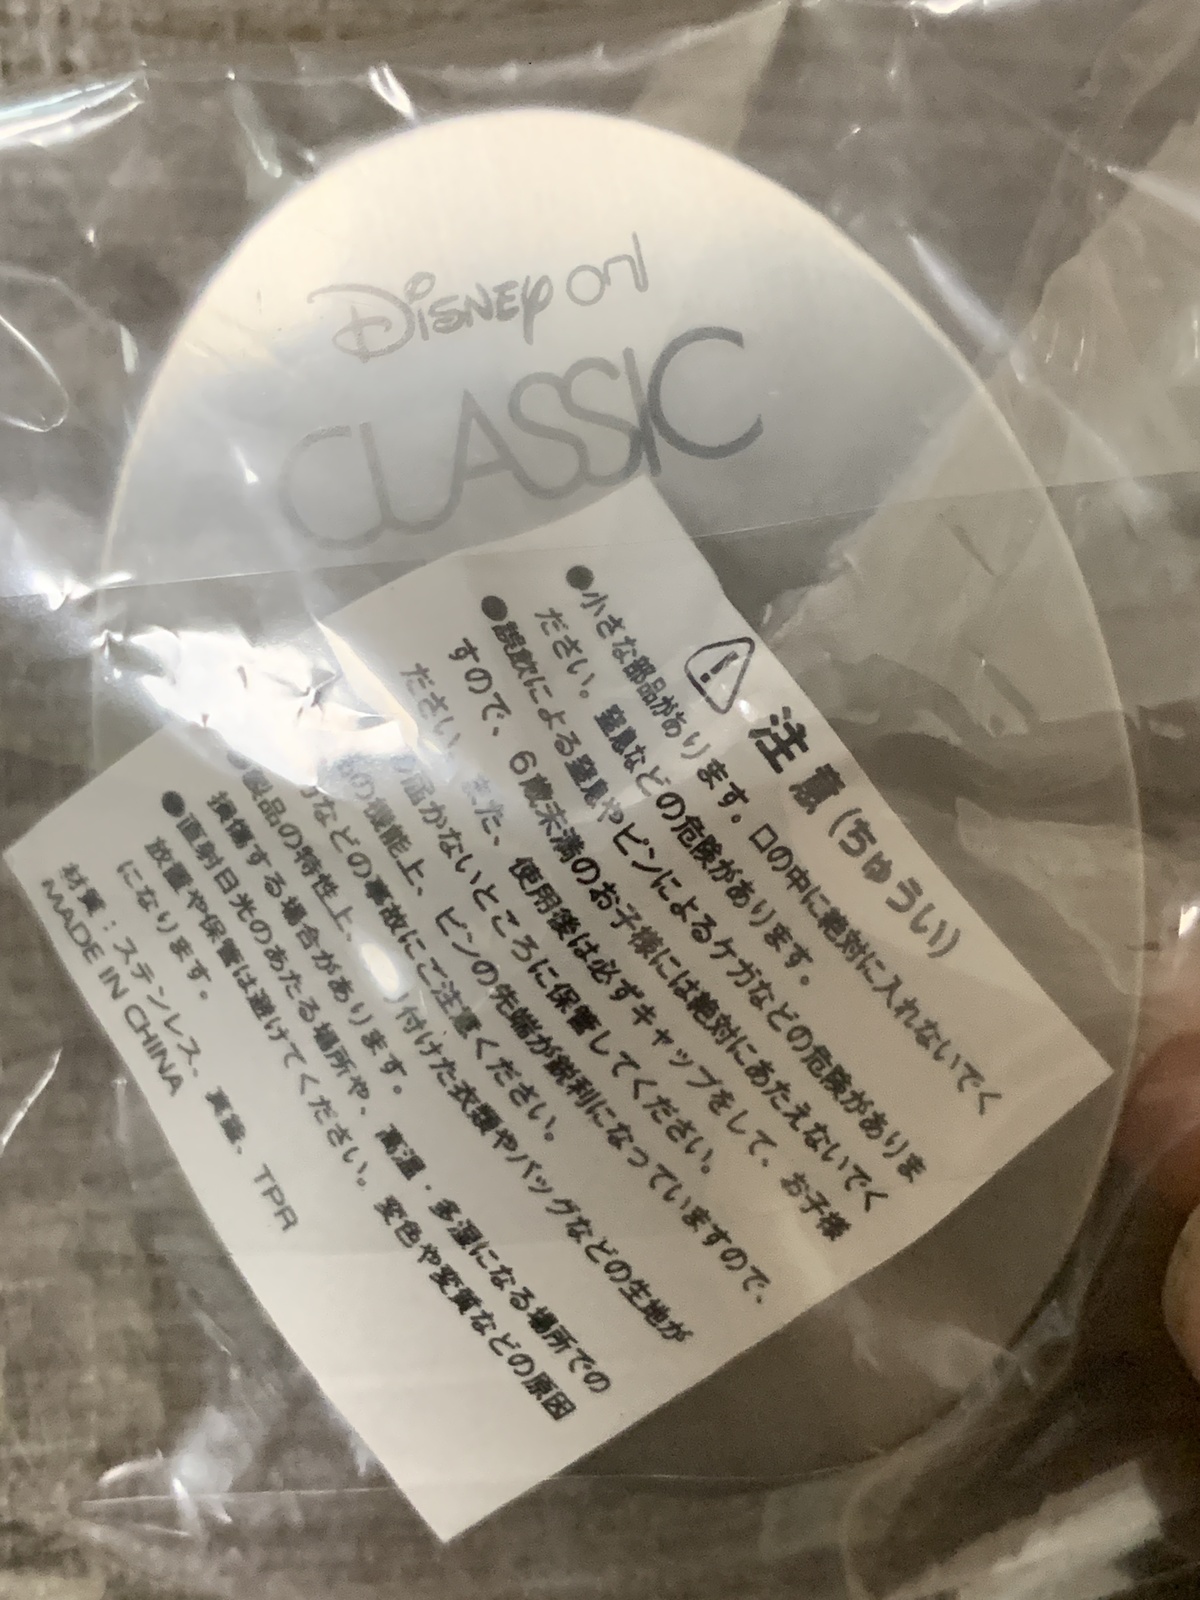 Disney on
CLASSIC
注意(ちゅうい)
●小さな部品があります。口の中に絶対に入れないでく
ださい。窒息などの危険があります。
●誤飲による窒息やピンによるケガなどの危険がありま
すので、6歳未満のお子様には絶対にあたえないでく
ださい。また、使用後は必ずキャップをして、お子様
届かないところに保管してください。
の機能上、ピンの先端が鋭利になっていますので、
などの事故にご注意ください。
製品の特性上、付けた衣類やバッグなどの生地が
損傷する場合があります。
●直射日光のあたる場所や、高温・多湿になる場所での
放置や保管は避けてください。変色や変質などの原因
になります。
材質：ステンレス、真鍮、TPR
MADE IN CHINA